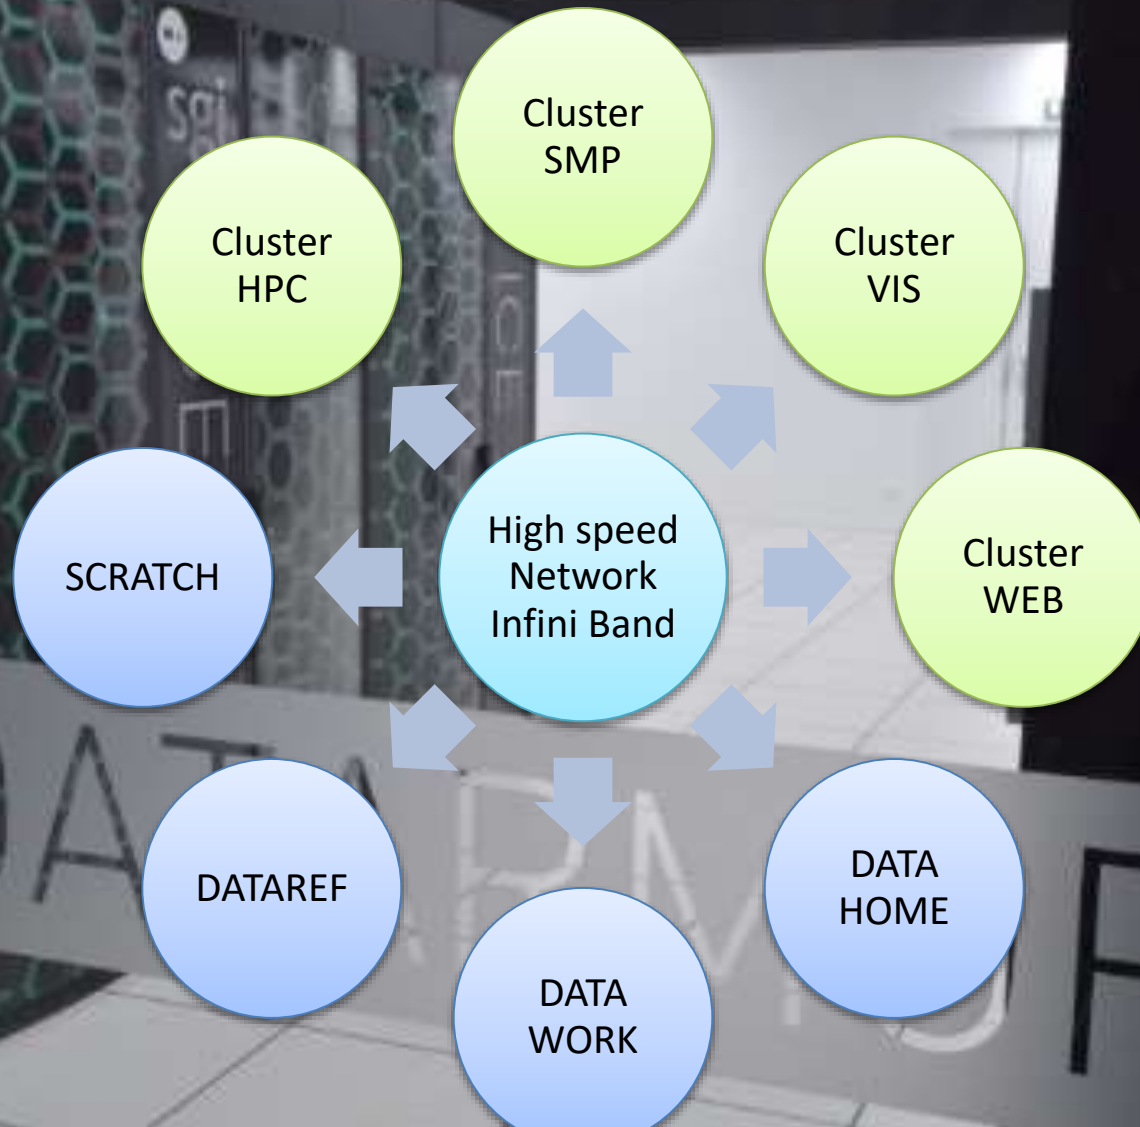 sgi
Cluster
SMP
Cluster
HPC
Cluster
VIS
High speed
Network
Infini Band
SCRATCH
Cluster
WEB
DATAREF
DATA
HOME
DATA
WORK